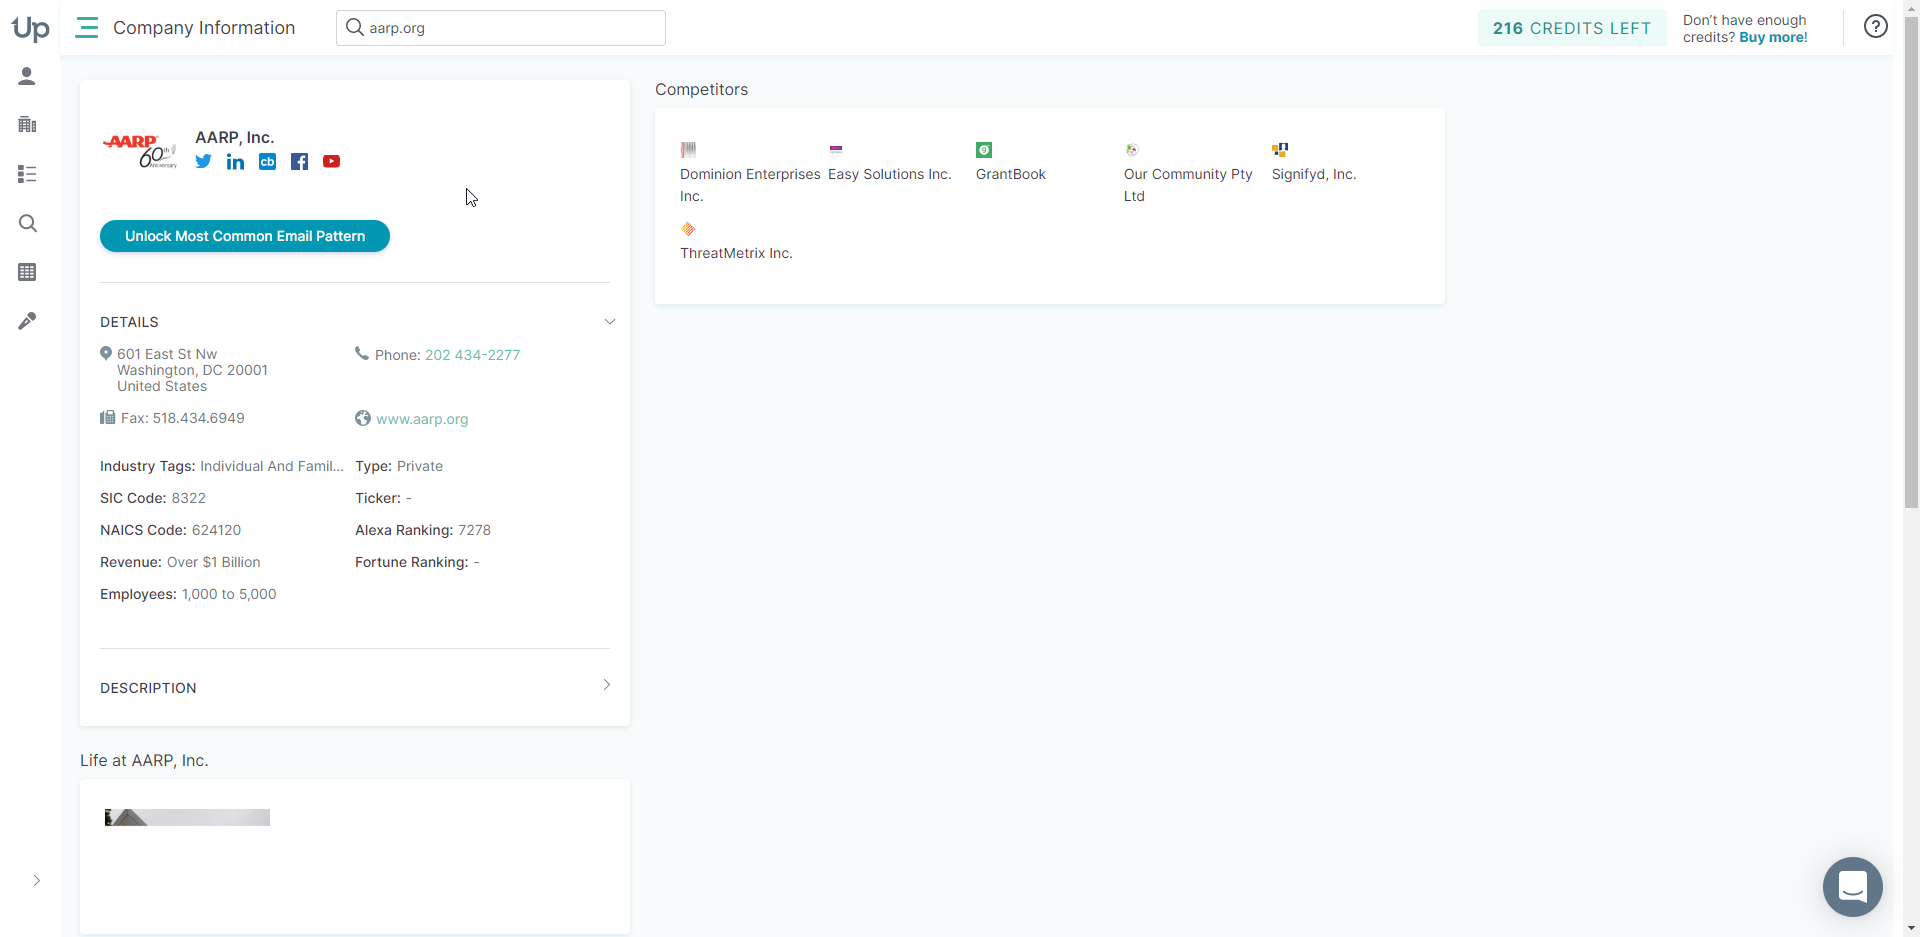 Up
Company Information
aarp.org
216 CREDITS LEFT
Don't have enough
credits? Buy more!
?
AARP
60th
Anniversary
AARP, Inc.
cb
Unlock Most Common Email Pattern
DETAILS
601 East St Nw
Washington, DC 20001
United States
Phone: 202 434-2277
Fax: 518.434.6949
www.aarp.org
Industry Tags: Individual And Famil...
Type: Private
SIC Code: 8322
Ticker: -
NAICS Code: 624120
Alexa Ranking: 7278
Revenue: Over $1 Billion
Fortune Ranking: -
Employees: 1,000 to 5,000
DESCRIPTION
Life at AARP, Inc.
Competitors
Dominion Enterprises
Inc.
Easy Solutions Inc.
GrantBook
Our Community Pty
Ltd
Signifyd, Inc.
ThreatMetrix Inc.